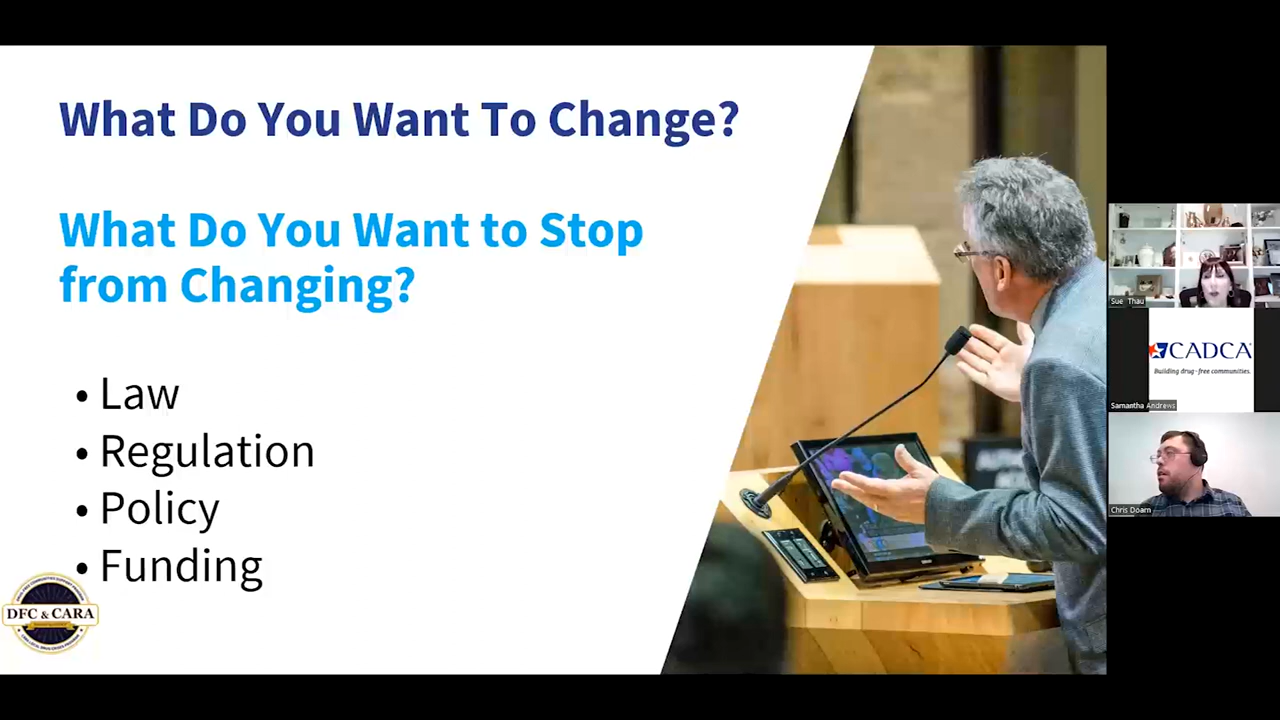 What Do You Want To Change?
What Do You Want to Stop
from Changing?
• Law
• Regulation
• Policy
• Funding
DFC & CARA
Sue Thau
CADCA
Building drug-free communities.
Samantha Andrews
Chris Doarn